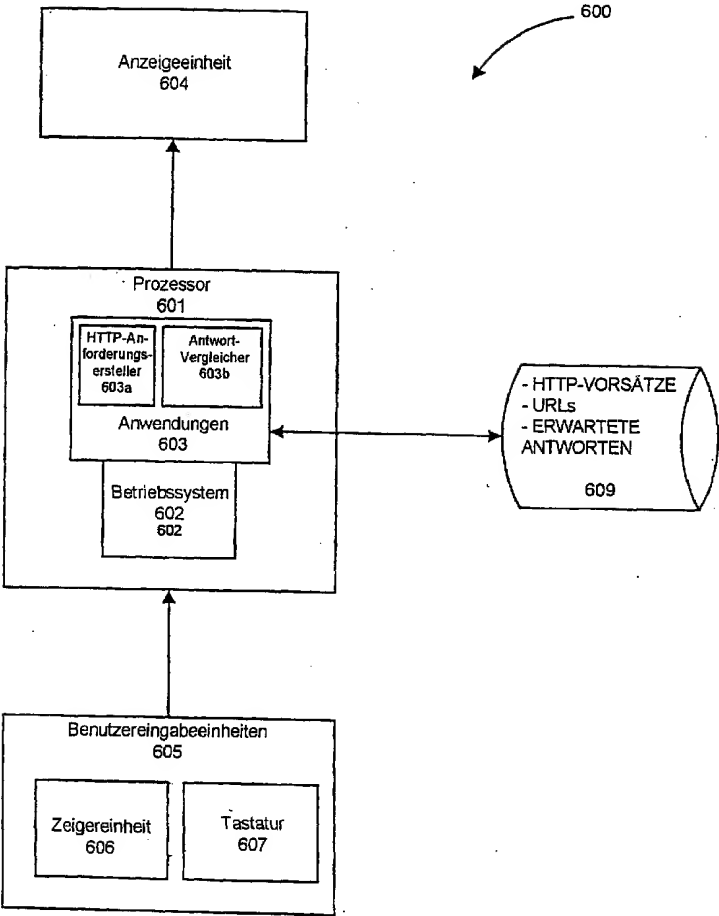 600
Anzeigeeinheit
604
Prozessor
601
HTTP-An-
forderungs-
ersteller
603a
Antwort-
Vergleicher
603b
Anwendungen
603
Betriebssystem
602
602
- HTTP-VORSÄTZE
- URLs
- ERWARTETE
ANTWORTEN
609
Benutzereingabeeinheiten
605
Zeigereinheit
606
Tastatur
607